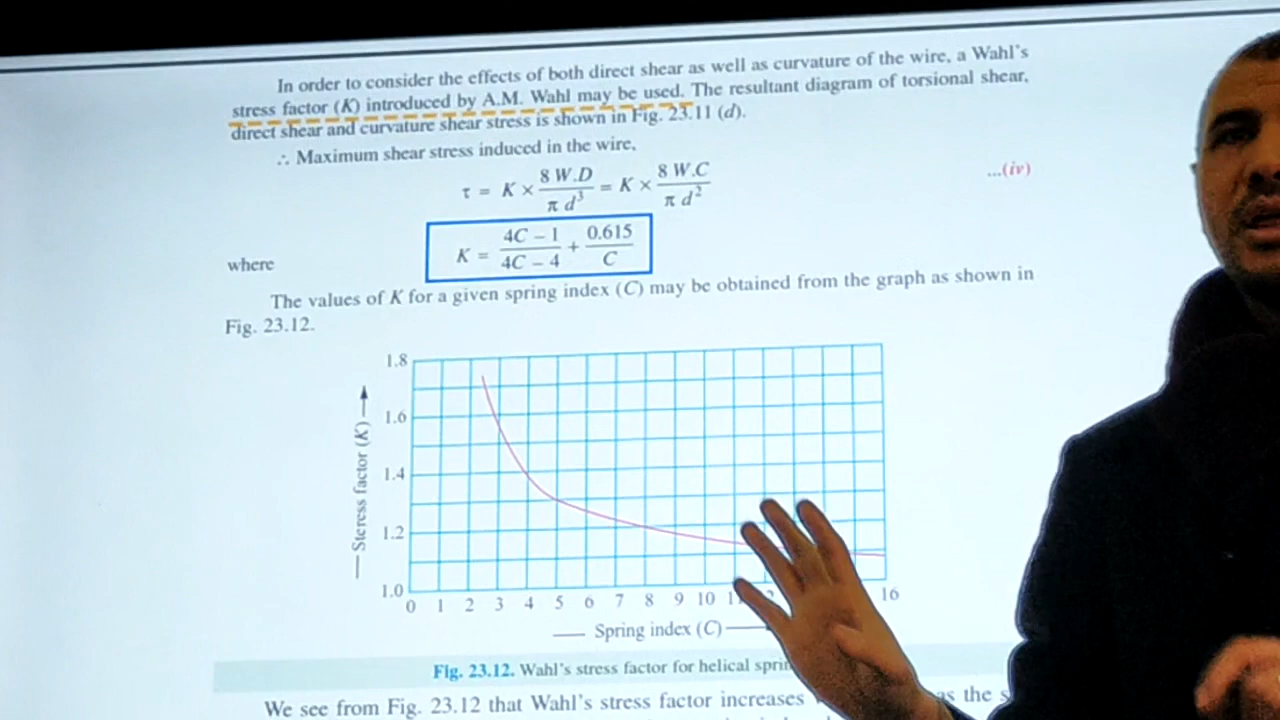 In order to consider the effects of both direct shear as well as curvature of the wire, a Wahl's
stress factor (K) introduced by A.M. Wahl may be used. The resultant diagram of torsional shear,
direct shear and curvature shear stress is shown in Fig. 23.11 (d).
∴ Maximum shear stress induced in the wire,
τ = K × 8 W.D / π d³ = K × 8 W.C / π d² ...(iv)
where K = 4C – 1 / 4C – 4 + 0.615 / C
The values of K for a given spring index (C) may be obtained from the graph as shown in
Fig. 23.12.
1.8
1.6
1.4
1.2
1.0
Stcress factor (K)
0 1 2 3 4 5 6 7 8 9 10 16
Spring index (C)
Fig. 23.12. Wahl's stress factor for helical
We see from Fig. 23.12 that Wahl's stress factor increases as the